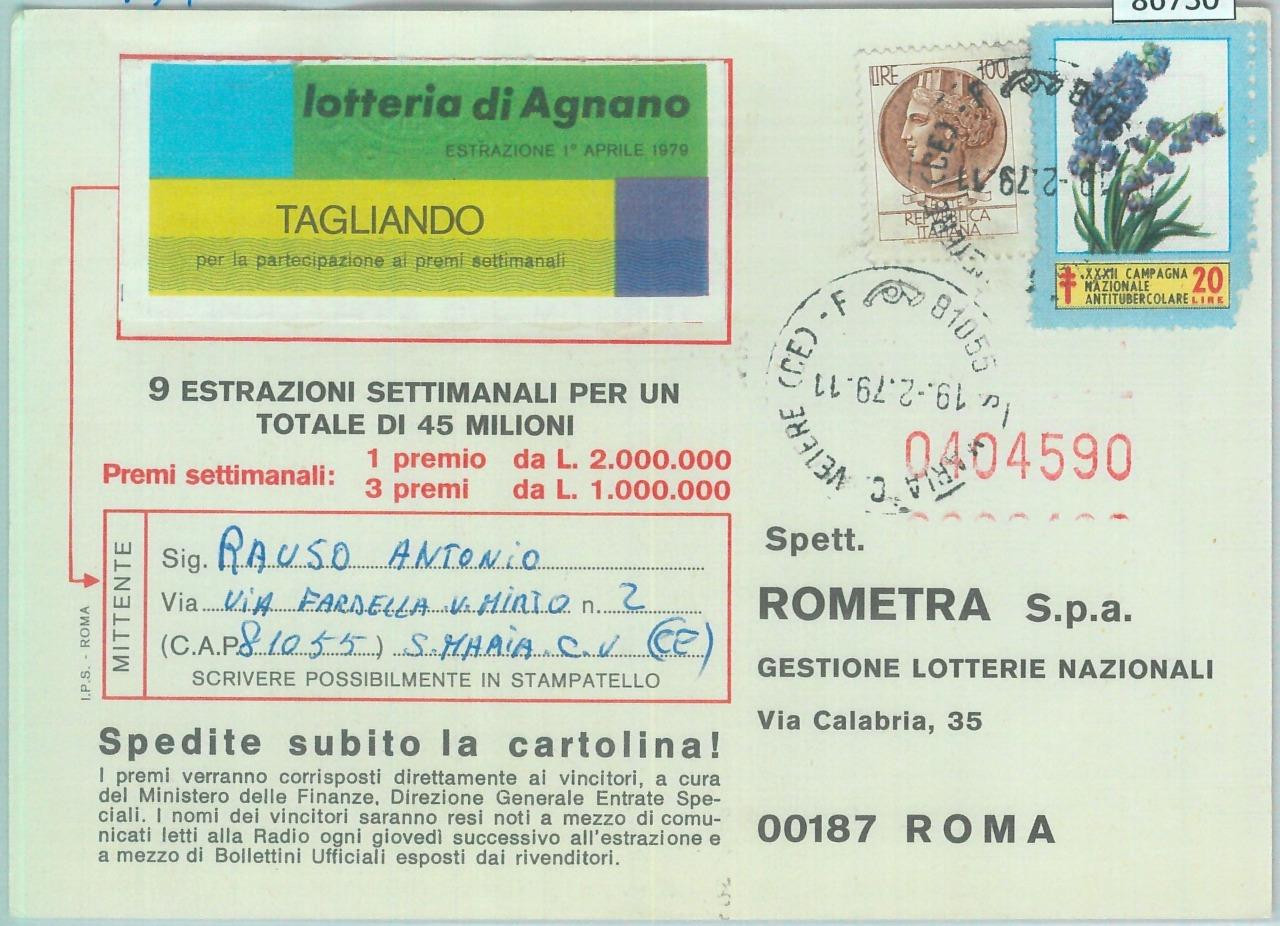 86730
lotteria di Agnano
ESTRAZIONE 1° APRILE 1979
TAGLIANDO
per la partecipazione ai premi settimanali
9 ESTRAZIONI SETTIMANALI PER UN
TOTALE DI 45 MILIONI
Premi settimanali:
1 premio da L. 2.000.000
3 premi da L. 1.000.000
MITTENTE
Sig. RAUSO ANTONIO
Via VIA FARDELLA V. MIRTO n. 2
(C.A.P. 81055) S. MARIA. C. V (CE)
SCRIVERE POSSIBILMENTE IN STAMPATELLO
I.P.S. - ROMA
Spedite subito la cartolina!
I premi verranno corrisposti direttamente ai vincitori, a cura
del Ministero delle Finanze, Direzione Generale Entrate Spe-
ciali. I nomi dei vincitori saranno resi noti a mezzo di comu-
nicati letti alla Radio ogni giovedì successivo all'estrazione e
a mezzo di Bollettini Ufficiali esposti dai rivenditori.
LIRE 100
POSTE
REPVBBLICA
ITALIANA
XXXII CAMPAGNA
NAZIONALE
ANTITUBERCOLARE
20
LIRE
81055
MARIA C. VETERE (CE) - F
19.-2.79.11
0404590
Spett.
ROMETRA S.p.a.
GESTIONE LOTTERIE NAZIONALI
Via Calabria, 35
00187 ROMA